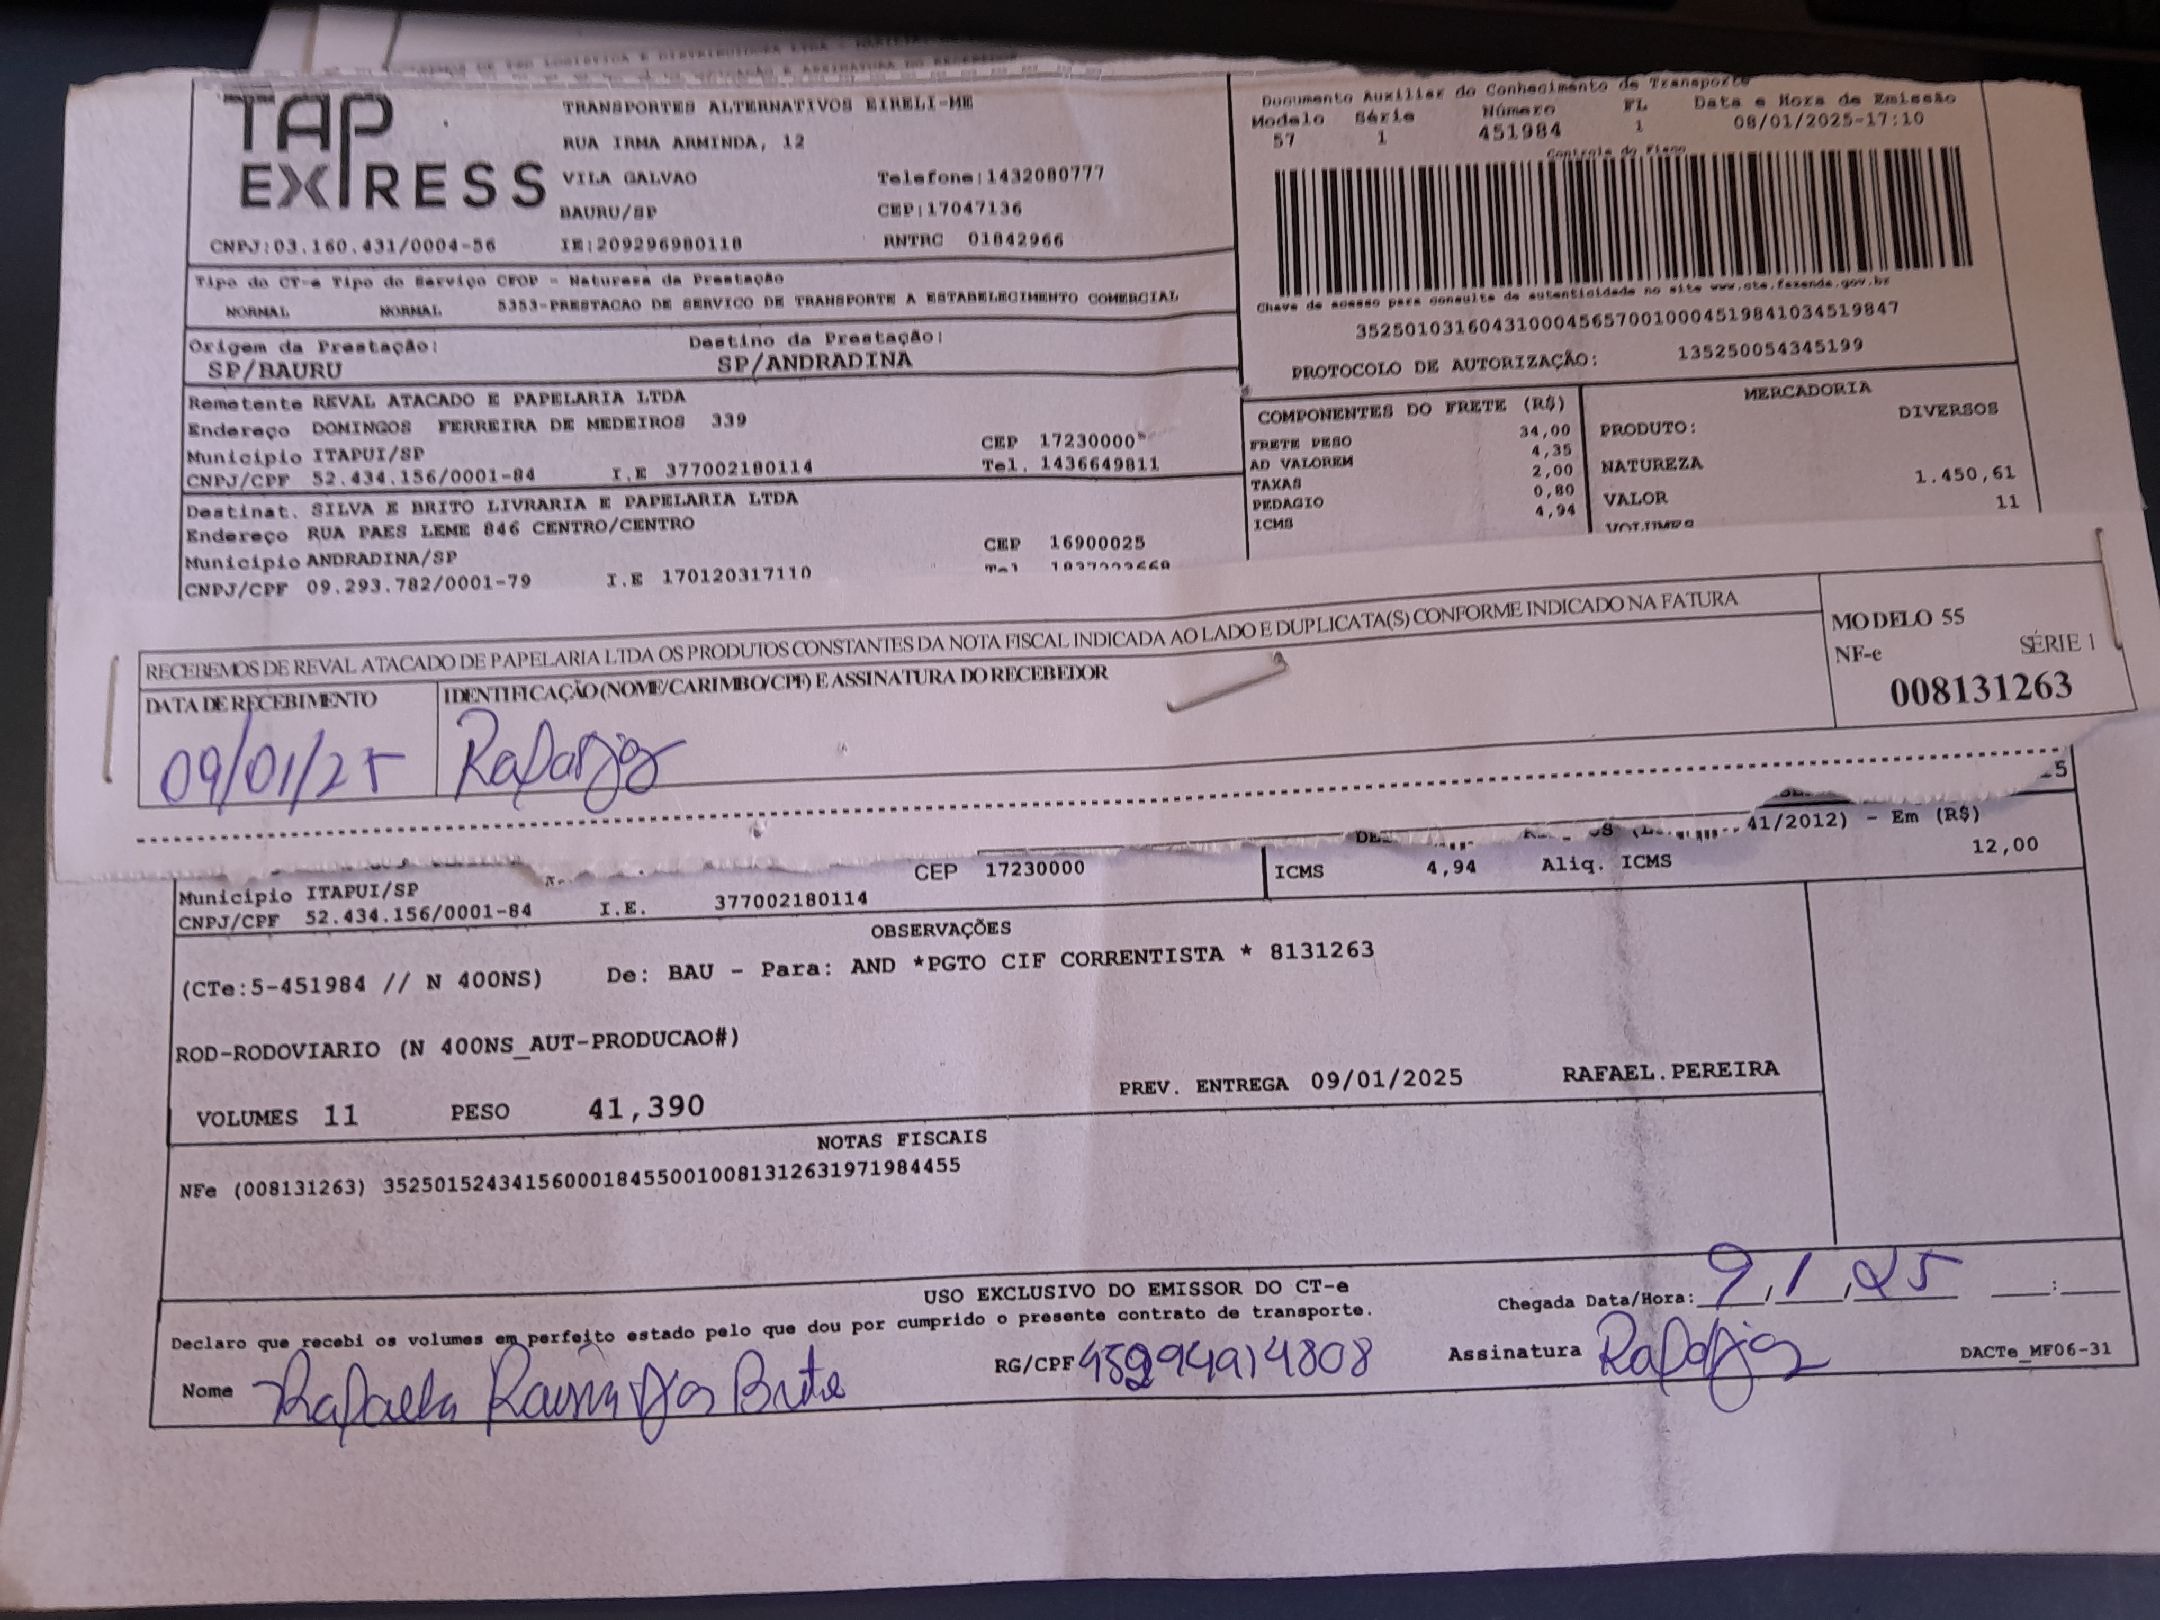 TAP EXPRESS
TRANSPORTES ALTERNATIVOS EIRELI-ME
RUA IRMA ARMINDA, 12
VILA GALVAO Telefone:1432080777
BAURU/SP CEP:17047136
CNPJ:03.160.431/0004-56 IE:209296980118 RNTRC 01842966
Documento Auxiliar do Conhecimento de Transporte
Modelo Série Número FL Data e Hora de Emissão
57 1 451984 1 08/01/2025-17:10
Controle do Fisco
Chave de acesso para consulta de autenticidade no site www.cte.fazenda.gov.br
35250103160431000456570010004519841034519847
PROTOCOLO DE AUTORIZAÇÃO: 135250054345199
Tipo do CT-e Tipo do Serviço CFOP - Natureza da Prestação
NORMAL NORMAL 5353-PRESTACAO DE SERVICO DE TRANSPORTE A ESTABELECIMENTO COMERCIAL
Origem da Prestação: Destino da Prestação:
SP/BAURU SP/ANDRADINA
Remetente REVAL ATACADO E PAPELARIA LTDA
Endereço DOMINGOS FERREIRA DE MEDEIROS 339
Município ITAPUI/SP CEP 17230000
CNPJ/CPF 52.434.156/0001-84 I.E 377002180114 Tel. 1436649811
Destinat. SILVA E BRITO LIVRARIA E PAPELARIA LTDA
Endereço RUA PAES LEME 846 CENTRO/CENTRO
Município ANDRADINA/SP CEP 16900025
CNPJ/CPF 09.293.782/0001-79 I.E 170120317110
COMPONENTES DO FRETE (R$)
FRETE PESO 34,00
AD VALOREM 4,35
TAXAS 2,00
PEDAGIO 0,80
ICMS 4,94
MERCADORIA
PRODUTO: DIVERSOS
NATUREZA
VALOR 1.450,61
VOLUMES 11
RECEBEMOS DE REVAL ATACADO DE PAPELARIA LTDA OS PRODUTOS CONSTANTES DA NOTA FISCAL INDICADA AO LADO E DUPLICATA(S) CONFORME INDICADO NA FATURA
DATA DE RECEBIMENTO IDENTIFICAÇÃO (NOME/CARIMBO/CPF) E ASSINATURA DO RECEBEDOR
09/01/25
MODELO 55
NF-e SÉRIE 1
008131263
41/2012) - Em (R$)
CEP 17230000 ICMS 4,94 Aliq. ICMS 12,00
Município ITAPUI/SP
CNPJ/CPF 52.434.156/0001-84 I.E. 377002180114
OBSERVAÇÕES
(CTe:5-451984 // N 400NS) De: BAU - Para: AND *PGTO CIF CORRENTISTA * 8131263
ROD-RODOVIARIO (N 400NS_AUT-PRODUCAO#)
VOLUMES 11 PESO 41,390 PREV. ENTREGA 09/01/2025 RAFAEL.PEREIRA
NOTAS FISCAIS
NFe (008131263) 35250152434156000184550010081312631971984455
USO EXCLUSIVO DO EMISSOR DO CT-e
Declaro que recebi os volumes em perfeito estado pelo que dou por cumprido o presente contrato de transporte.
Chegada Data/Hora: 9/1/25 :
Nome Rafaela Brito RG/CPF 45294914808 Assinatura DACTe_MF06-31